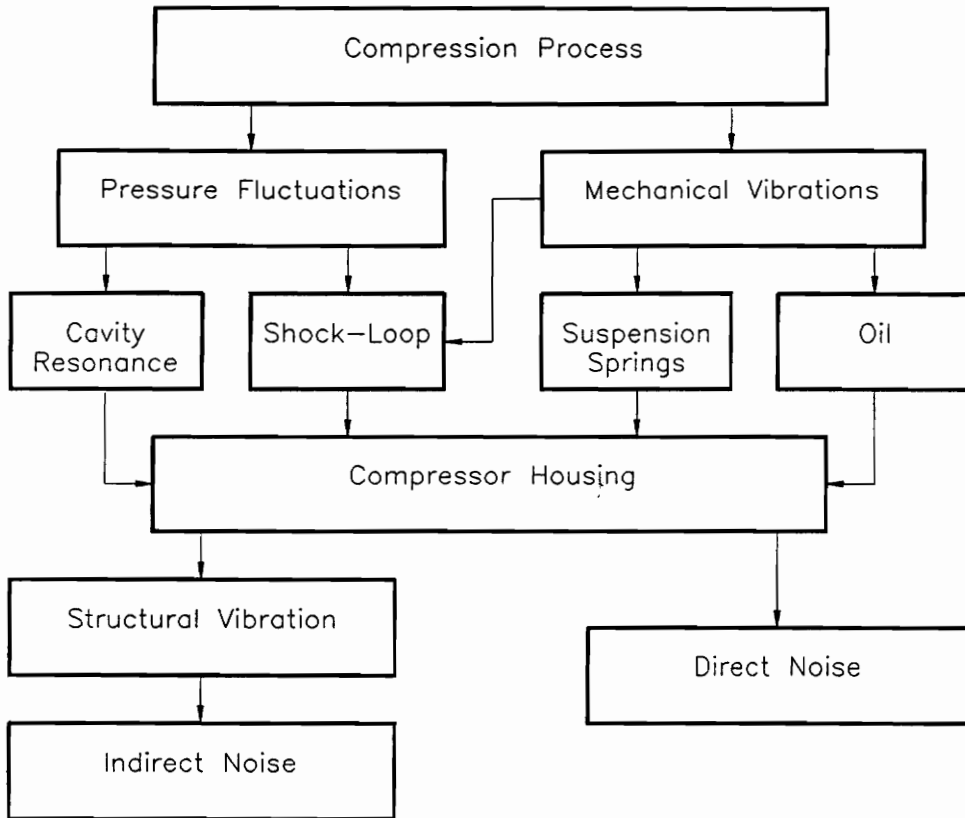 Compression Process
Pressure Fluctuations
Mechanical Vibrations
Cavity
Resonance
Shock-Loop
Suspension
Springs
Oil
Compressor Housing
Structural Vibration
Direct Noise
Indirect Noise